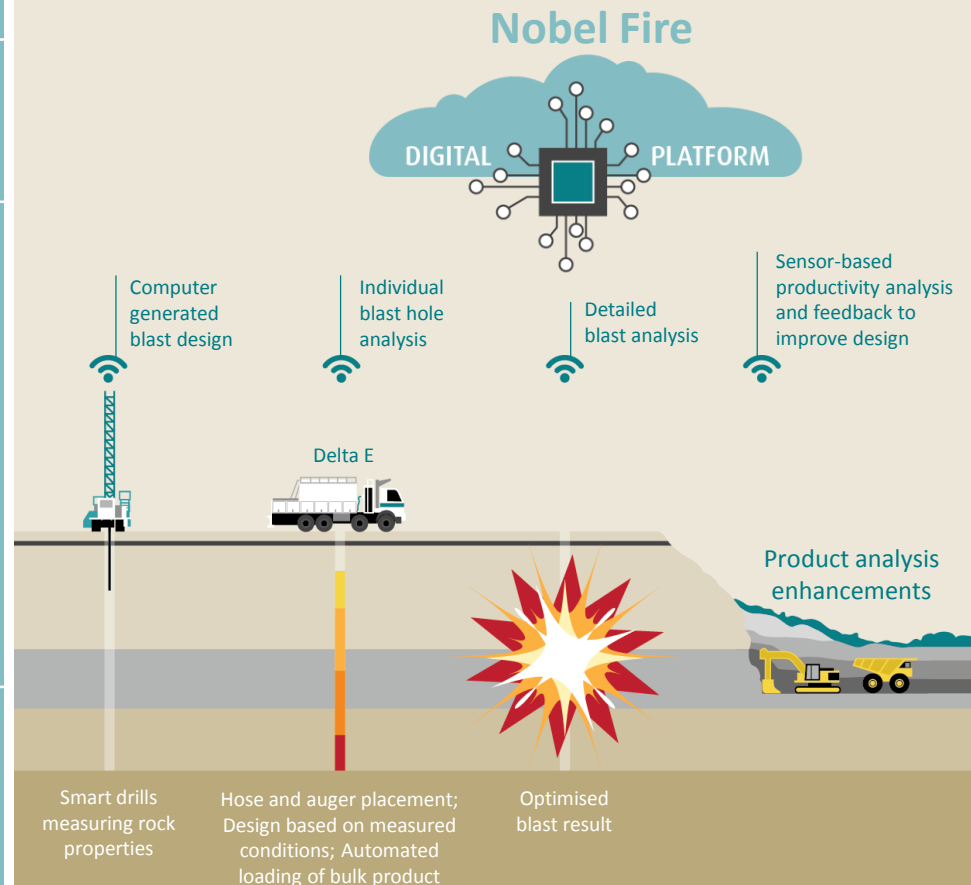 Nobel Fire
DIGITAL PLATFORM
Computer
generated
blast design
Individual
blast hole
analysis
Detailed
blast analysis
Sensor-based
productivity analysis
and feedback to
improve design
Delta E
Product analysis
enhancements
Smart drills
measuring rock
properties
Hose and auger placement;
Design based on measured
conditions; Automated
loading of bulk product
Optimised
blast result